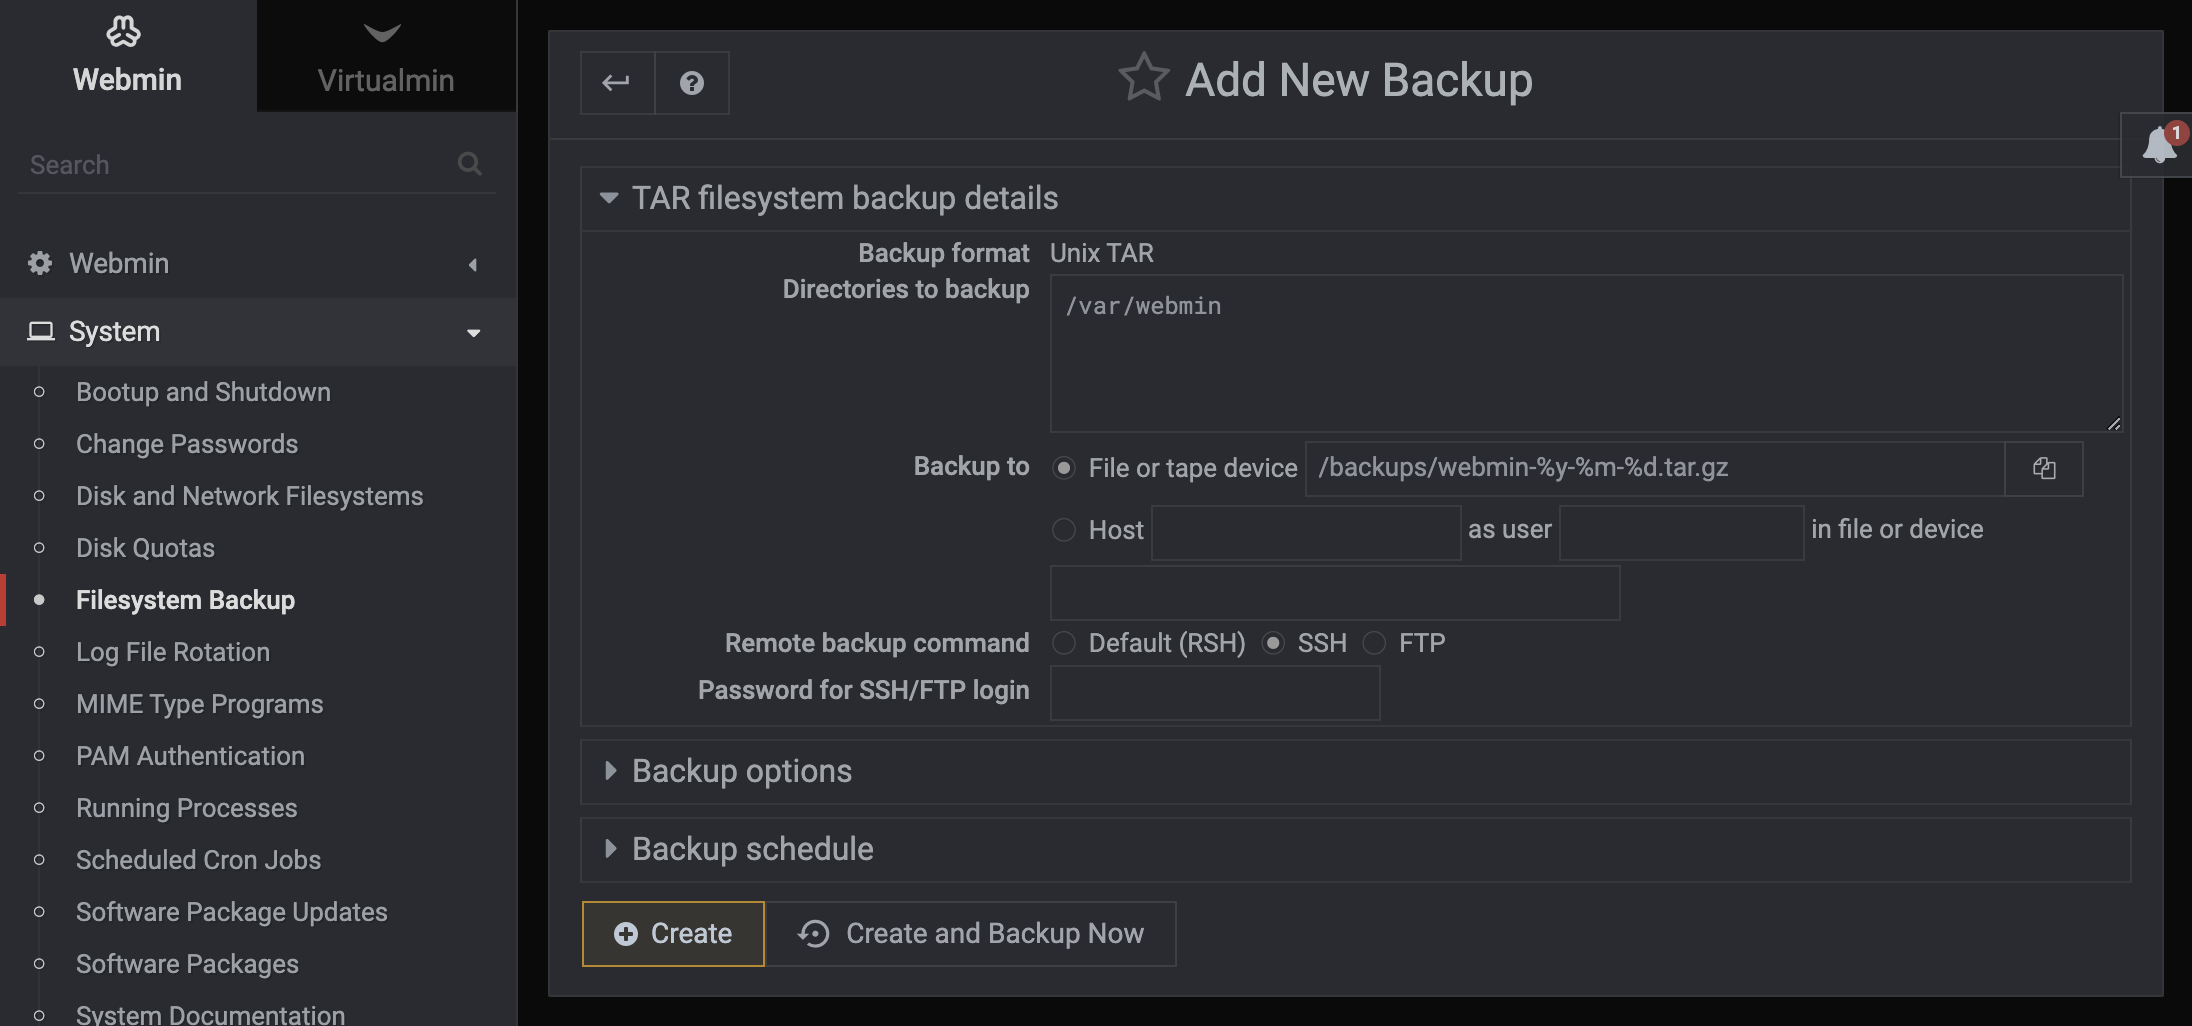 Webmin
Virtualmin
Search
Webmin
System
Bootup and Shutdown
Change Passwords
Disk and Network Filesystems
Disk Quotas
Filesystem Backup
Log File Rotation
MIME Type Programs
PAM Authentication
Running Processes
Scheduled Cron Jobs
Software Package Updates
Software Packages
System Documentation
Add New Backup
1
TAR filesystem backup details
Backup format Unix TAR
Directories to backup /var/webmin
Backup to File or tape device /backups/webmin-%y-%m-%d.tar.gz
Host as user in file or device
Remote backup command Default (RSH) SSH FTP
Password for SSH/FTP login
Backup options
Backup schedule
Create Create and Backup Now